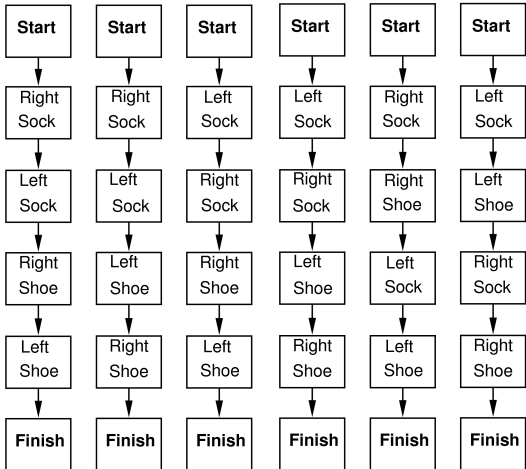 Start Start Start Start Start Start
Right Right Left Left Right Left
Sock Sock Sock Sock Sock Sock
Left Left Right Right Right Left
Sock Sock Sock Sock Shoe Shoe
Right Left Right Left Left Right
Shoe Shoe Shoe Shoe Sock Sock
Left Right Left Right Left Right
Shoe Shoe Shoe Shoe Shoe Shoe
Finish Finish Finish Finish Finish Finish